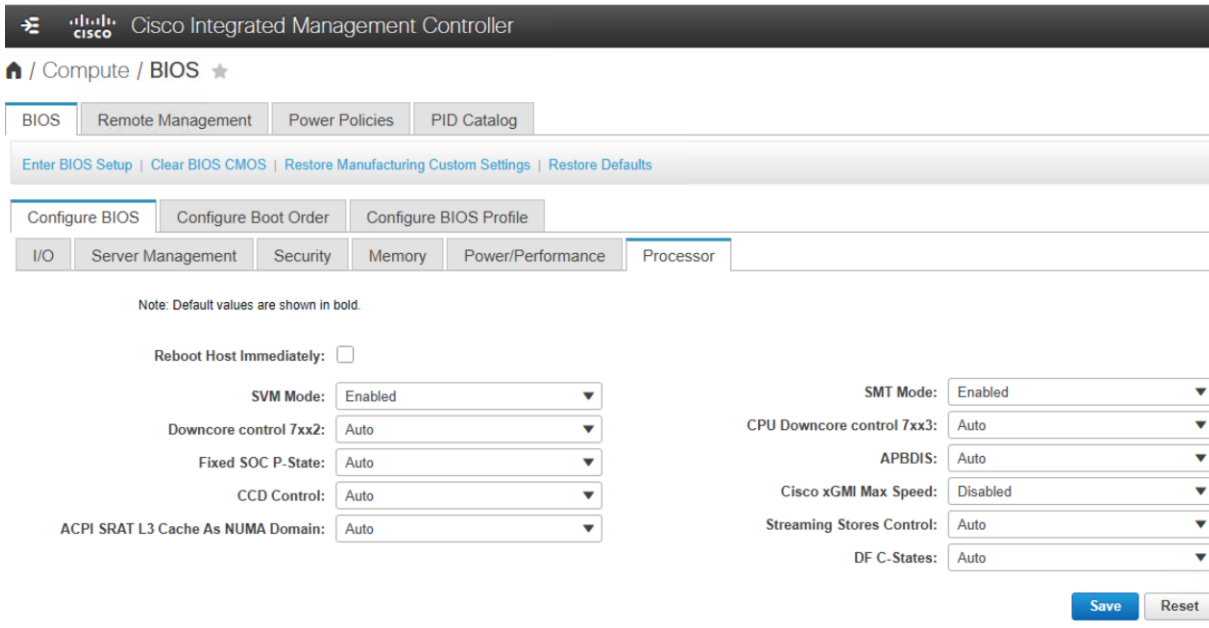 cisco Cisco Integrated Management Controller
/ Compute / BIOS
BIOS Remote Management Power Policies PID Catalog
Enter BIOS Setup | Clear BIOS CMOS | Restore Manufacturing Custom Settings | Restore Defaults
Configure BIOS Configure Boot Order Configure BIOS Profile
I/O Server Management Security Memory Power/Performance Processor
Note: Default values are shown in bold.
Reboot Host Immediately:
SVM Mode: Enabled SMT Mode: Enabled
Downcore control 7xx2: Auto CPU Downcore control 7xx3: Auto
Fixed SOC P-State: Auto APBDIS: Auto
CCD Control: Auto Cisco xGMI Max Speed: Disabled
ACPI SRAT L3 Cache As NUMA Domain: Auto Streaming Stores Control: Auto
DF C-States: Auto
Save Reset